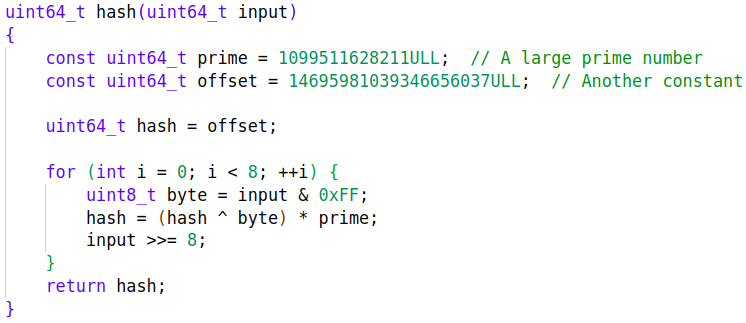 uint64_t hash(uint64_t input)
{
    const uint64_t prime = 1099511628211ULL;  // A large prime number
    const uint64_t offset = 14695981039346656037ULL;  // Another constant

    uint64_t hash = offset;

    for (int i = 0; i < 8; ++i) {
        uint8_t byte = input & 0xFF;
        hash = (hash ^ byte) * prime;
        input >>= 8;
    }
    return hash;
}